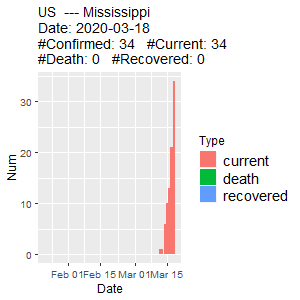 US  --- Mississippi
Date: 2020-03-18
#Confirmed: 34   #Current: 34
#Death: 0   #Recovered: 0
30
20
10
0
Num
Feb 01 Feb 15 Mar 01 Mar 15
Date
Type
current
death
recovered